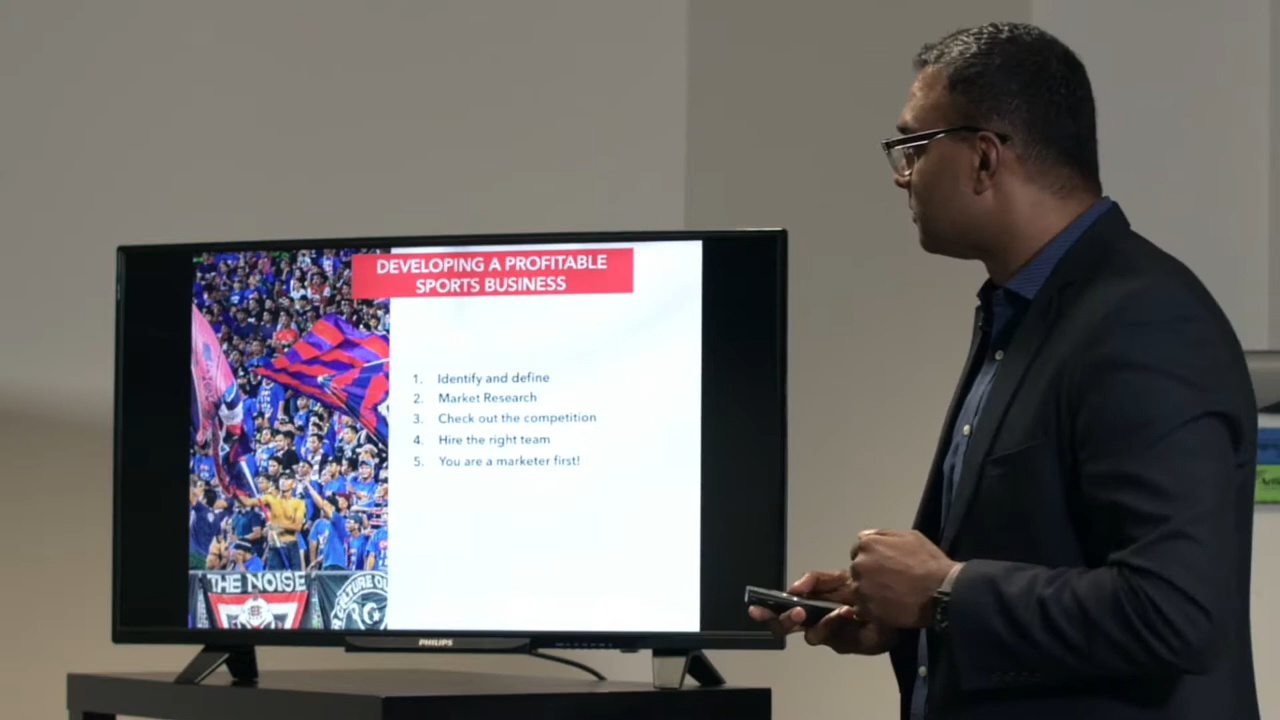 DEVELOPING A PROFITABLE
SPORTS BUSINESS
1. Identify and define
2. Market Research
3. Check out the competition
4. Hire the right team
5. You are a marketer first!
THE NOISE
PHILIPS